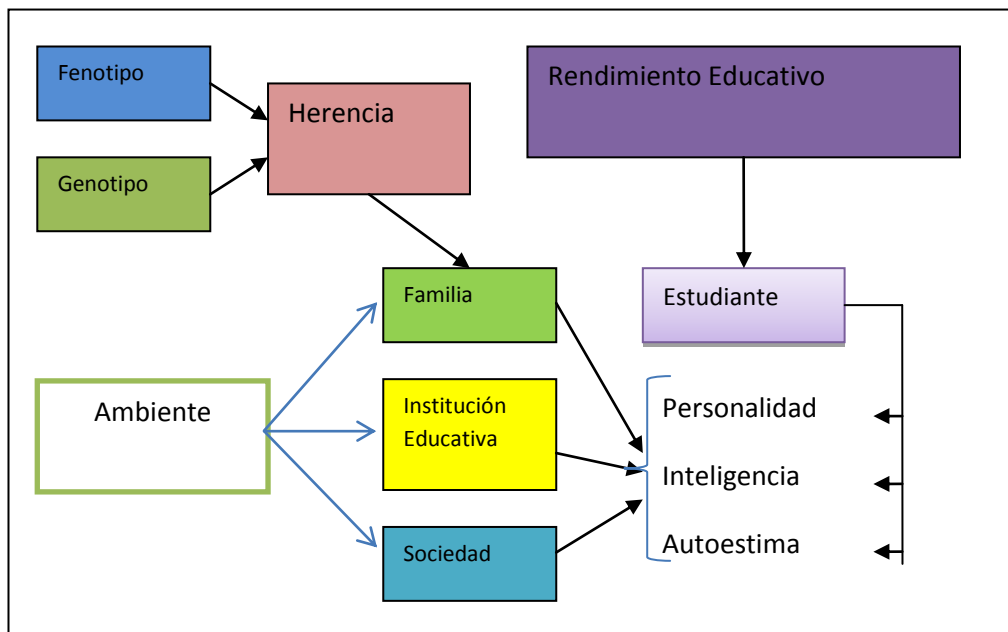 Fenotipo
Rendimiento Educativo
Herencia
Genotipo
Familia
Estudiante
Ambiente
Institución
Educativa
Personalidad
Inteligencia
Sociedad
Autoestima